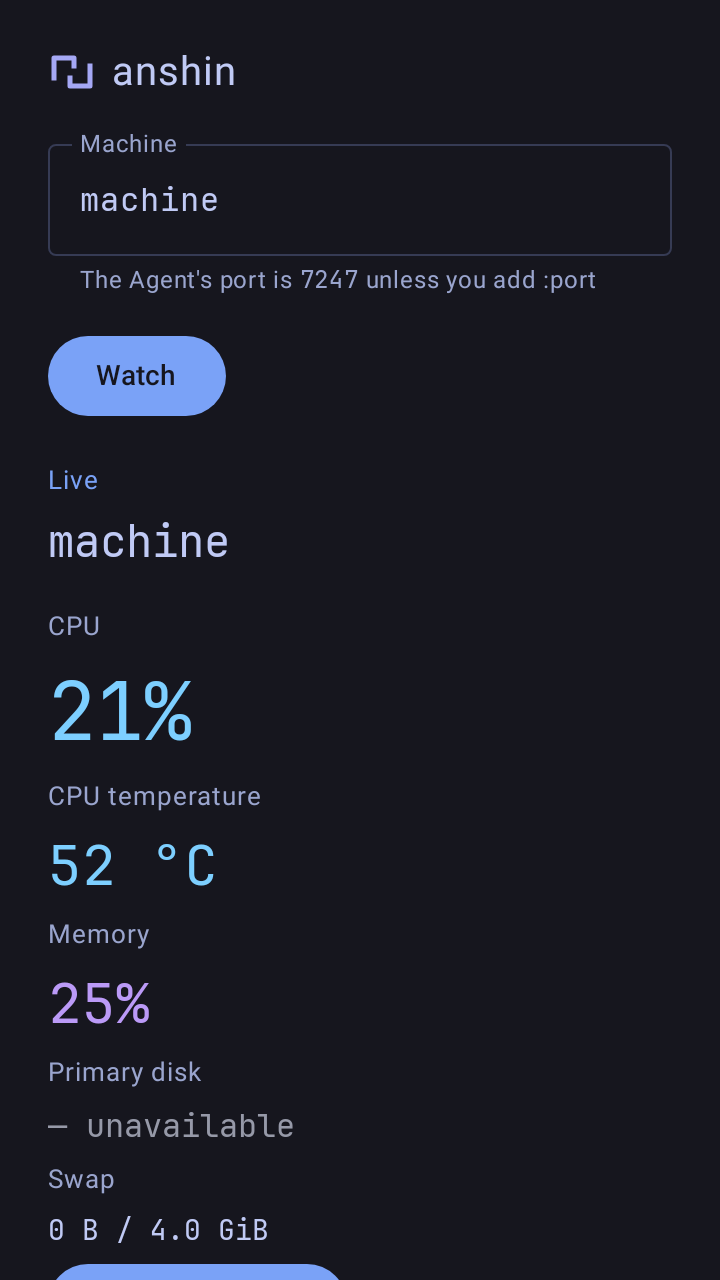 anshin
Machine
machine
The Agent's port is 7247 unless you add :port
Watch
Live
machine
CPU
21%
CPU temperature
52 °C
Memory
25%
Primary disk
— unavailable
Swap
0 B / 4.0 GiB